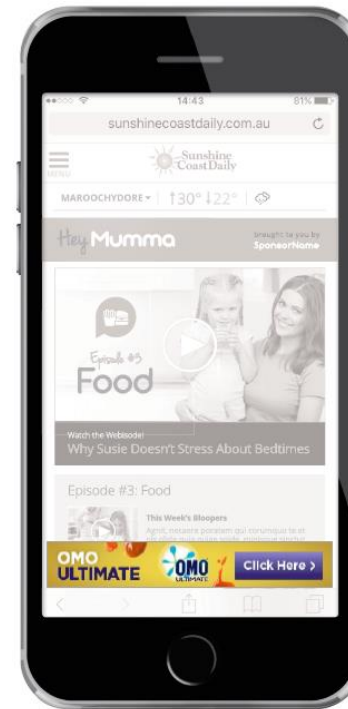 14:43
81%
sunshinecoastdaily.com.au
MENU
Sunshine
CoastDaily
MAROOCHYDORE
↑30° ↓22°
Hey Mumma
brought to you by
SponsorName
Episode #3
Food
Watch the Webisode!
Why Susie Doesn't Stress About Bedtimes
Episode #3: Food
This Week's Bloopers
OMO
ULTIMATE
OMO
ULTIMATE
Click Here >